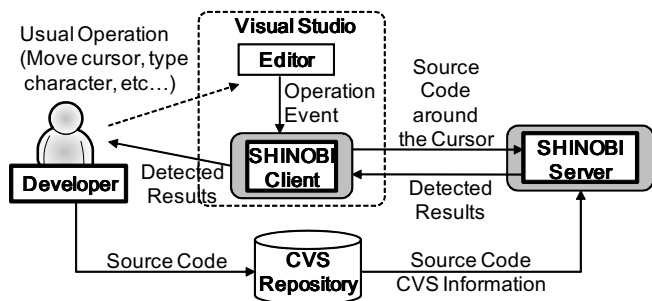 Visual Studio
Usual Operation
(Move cursor, type
character, etc…)
Editor
Operation
Event
Source
Code
around
the Cursor
SHINOBI
Client
SHINOBI
Server
Developer
Detected
Results
Detected
Results
Source Code
CVS
Repository
Source Code
CVS Information